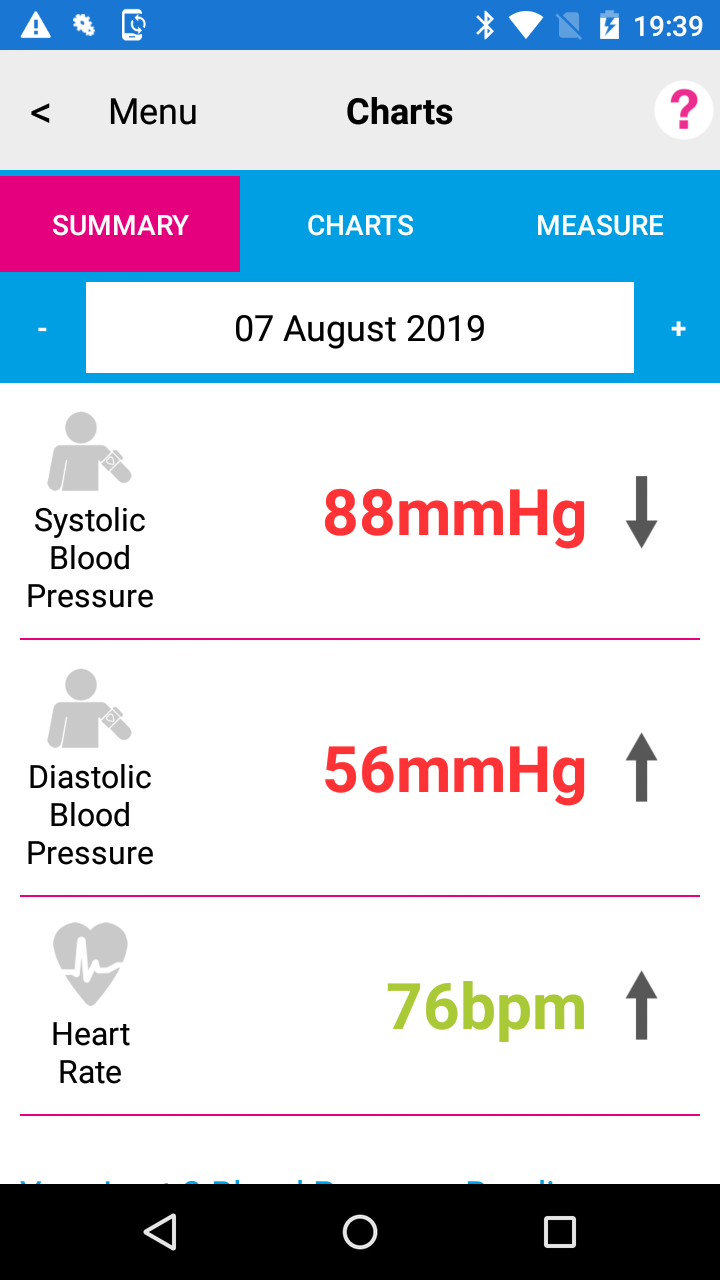 19:39
< Menu Charts ?
SUMMARY CHARTS MEASURE
- 07 August 2019 +
Systolic
Blood
Pressure
88mmHg
Diastolic
Blood
Pressure
56mmHg
Heart
Rate
76bpm